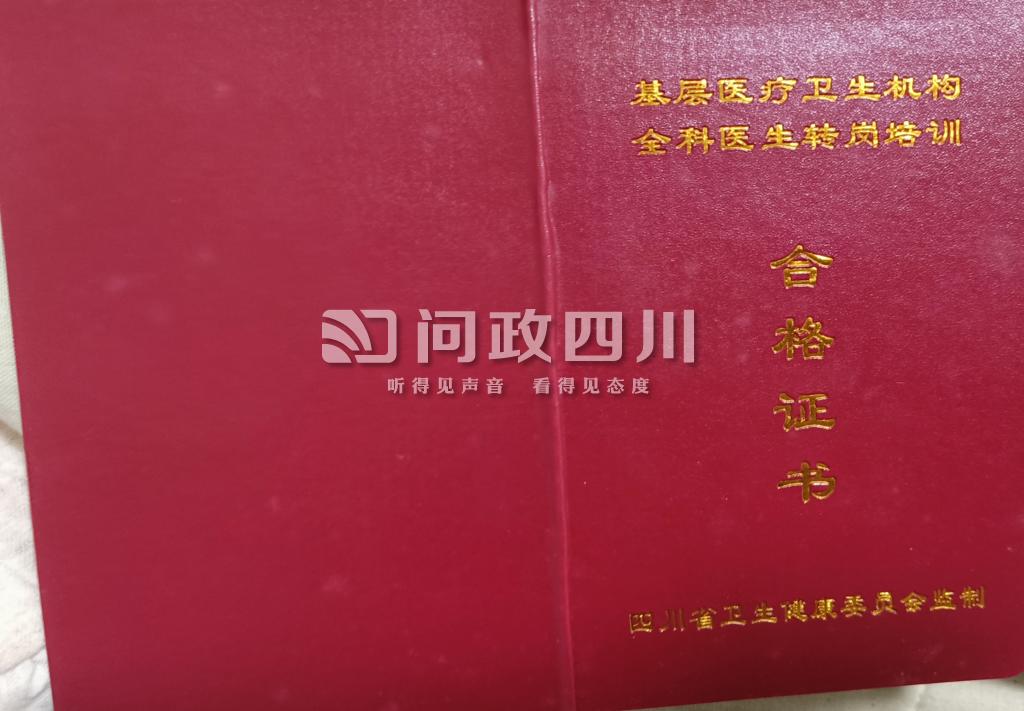 基层医疗卫生机构
全科医生转岗培训
合格证书
问政四川
听得见声音 看得见态度
四川省卫生健康委员会监制